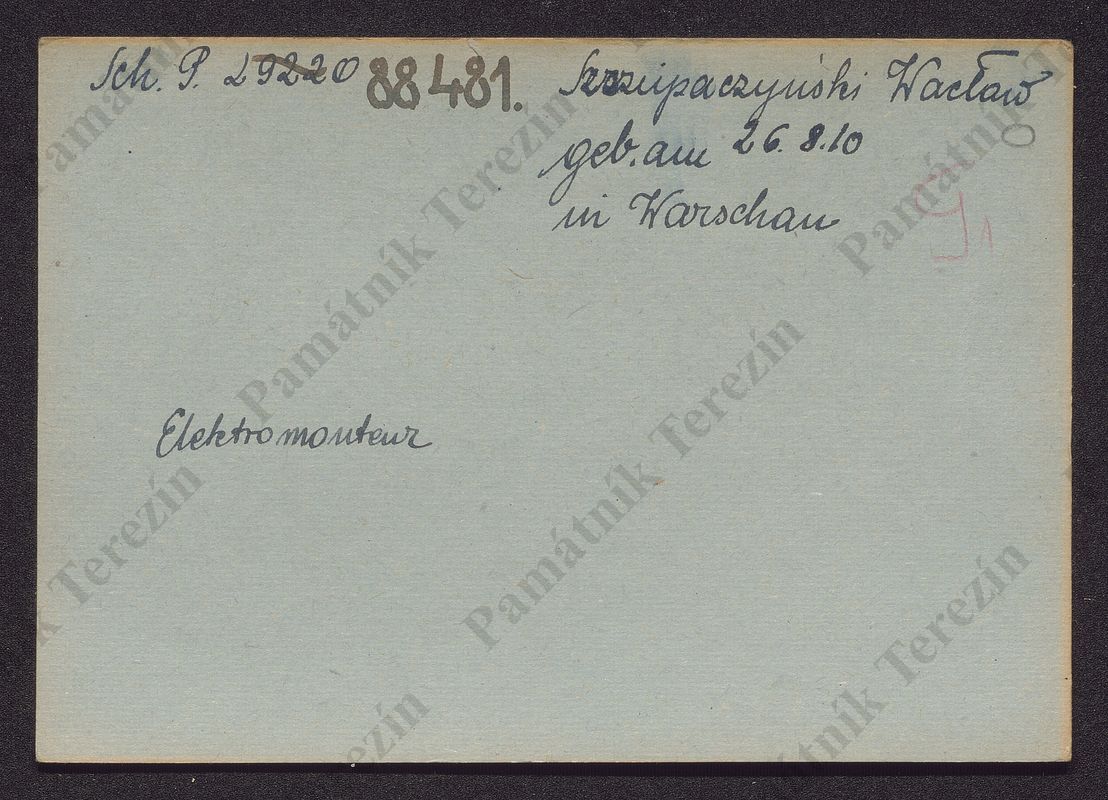 Sch. P. 29220 88481. Szczupaczyński Wacław
geb. am 26.8.10
in Warschau
Elektromonteur
Památník Terezín